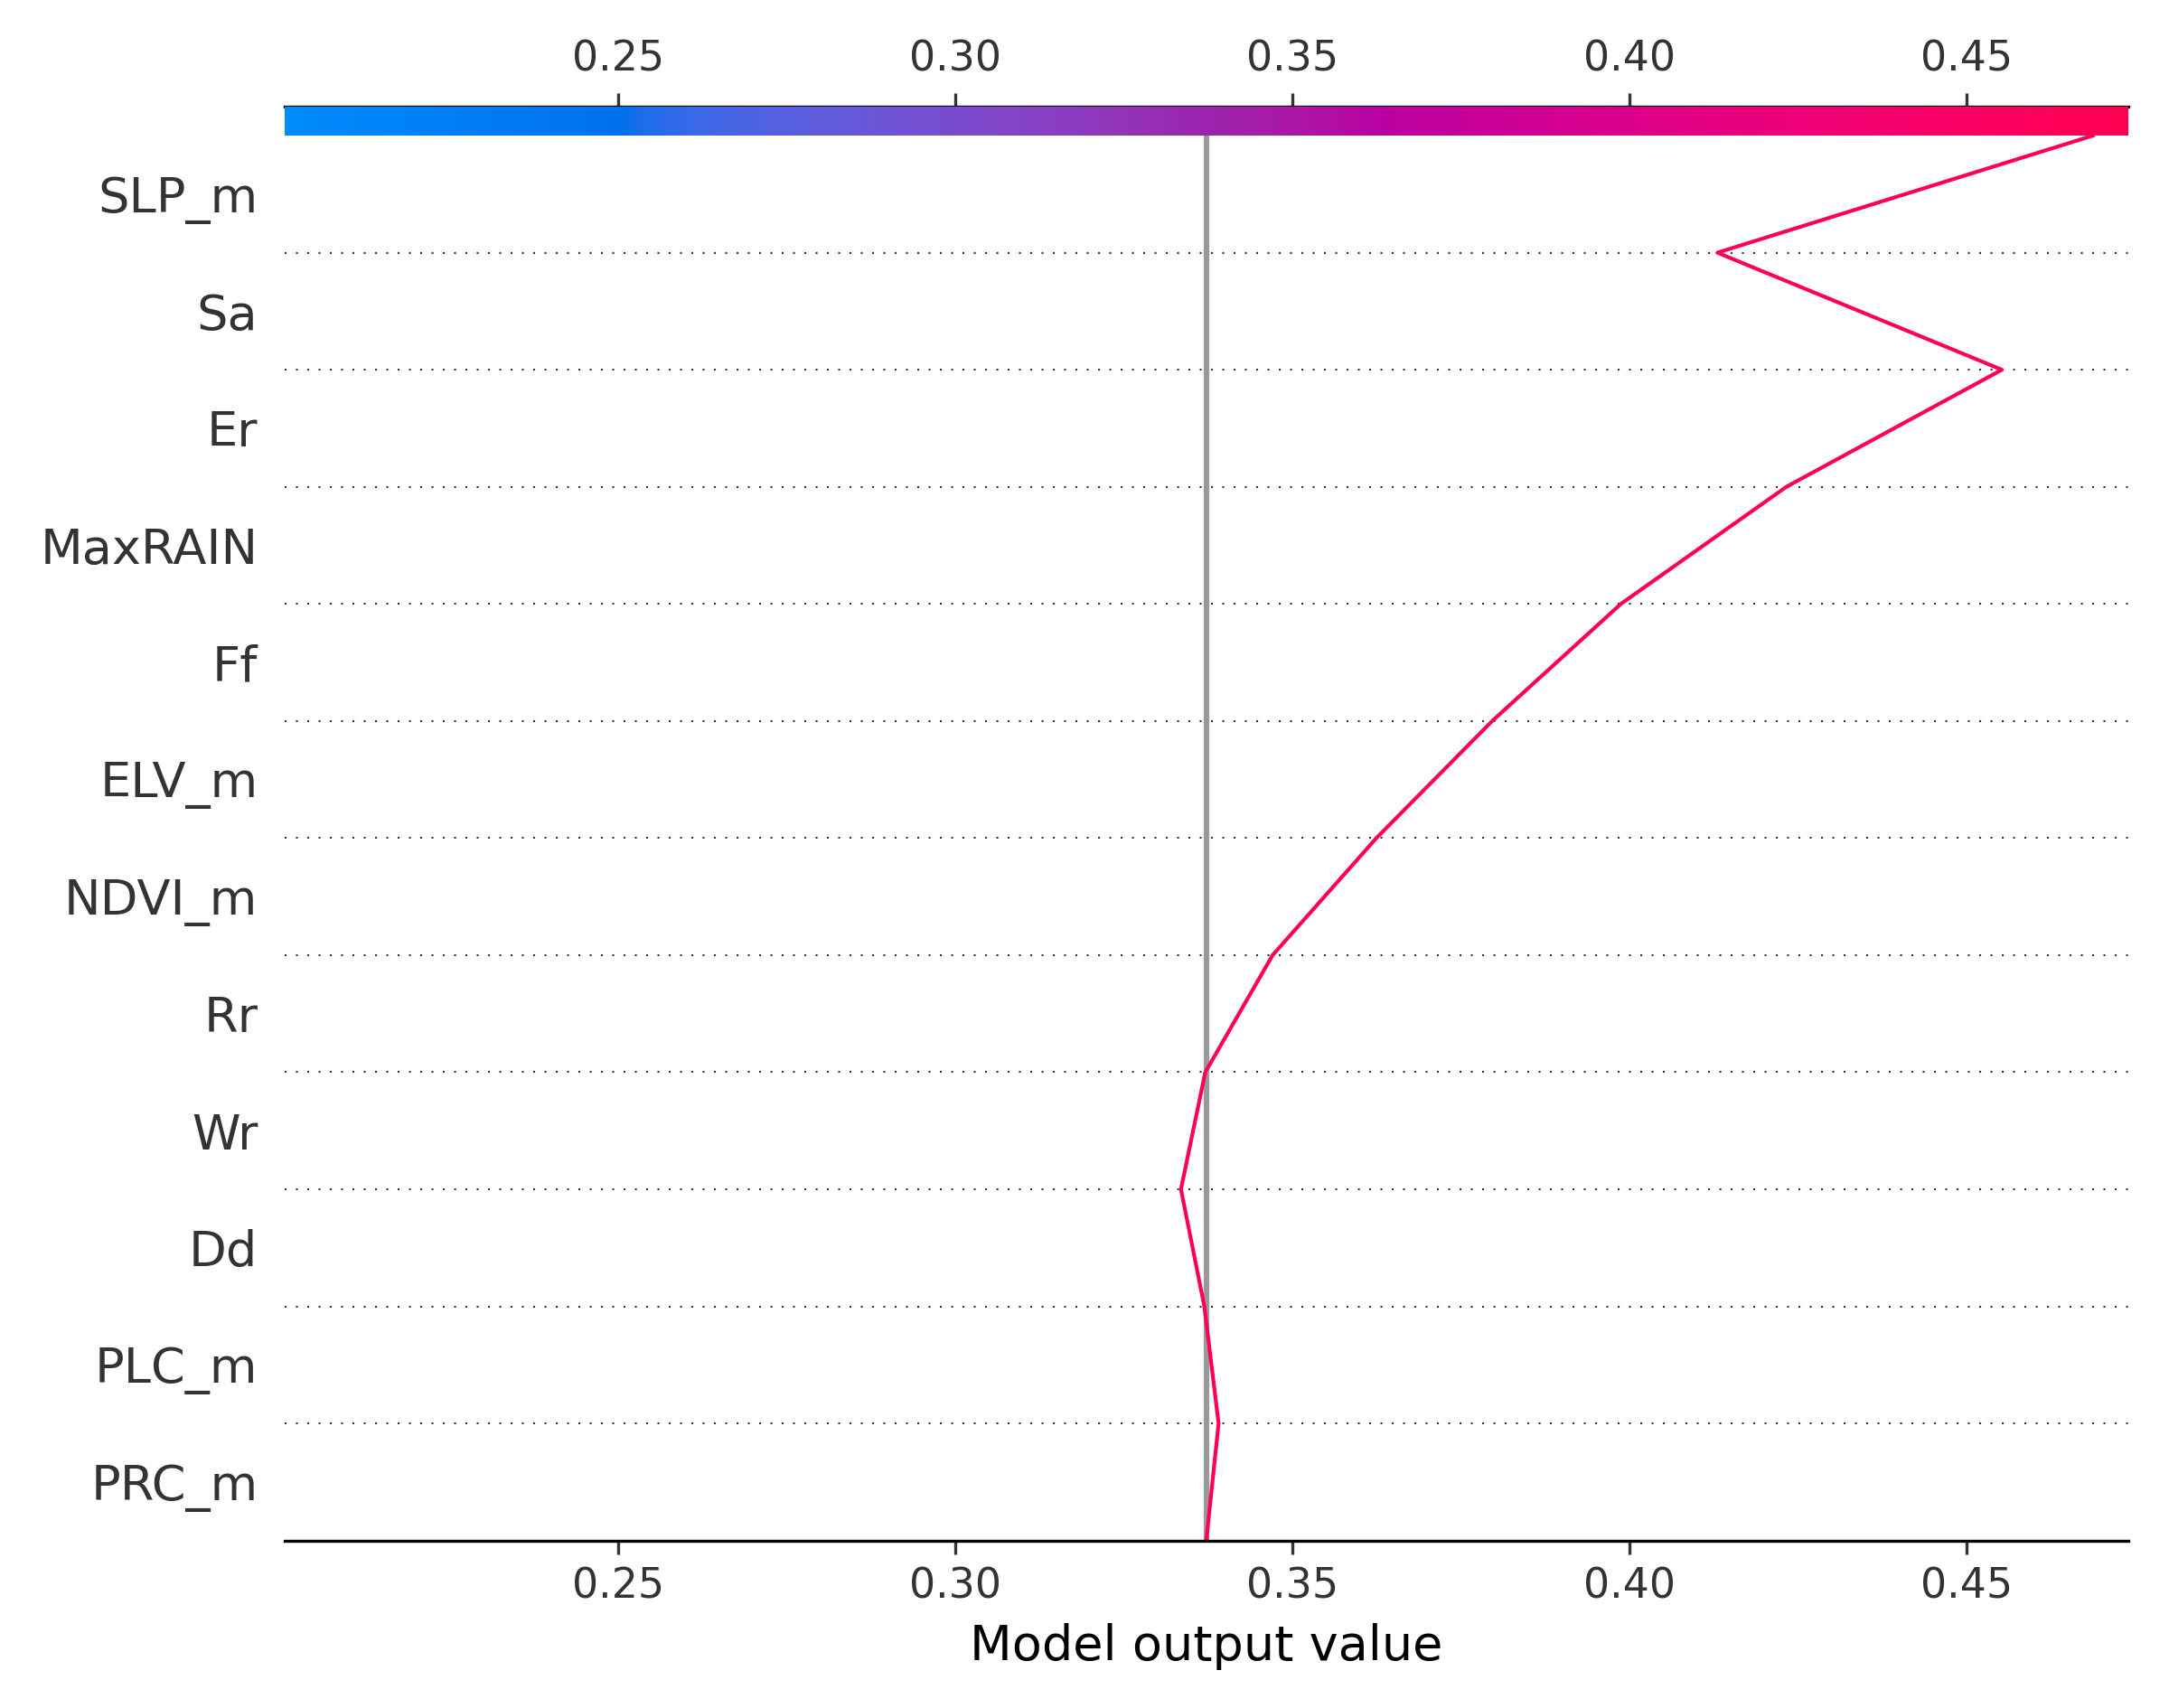 0.25 0.30 0.35 0.40 0.45
SLP_m
Sa
Er
MaxRAIN
Ff
ELV_m
NDVI_m
Rr
Wr
Dd
PLC_m
PRC_m
0.25 0.30 0.35 0.40 0.45
Model output value